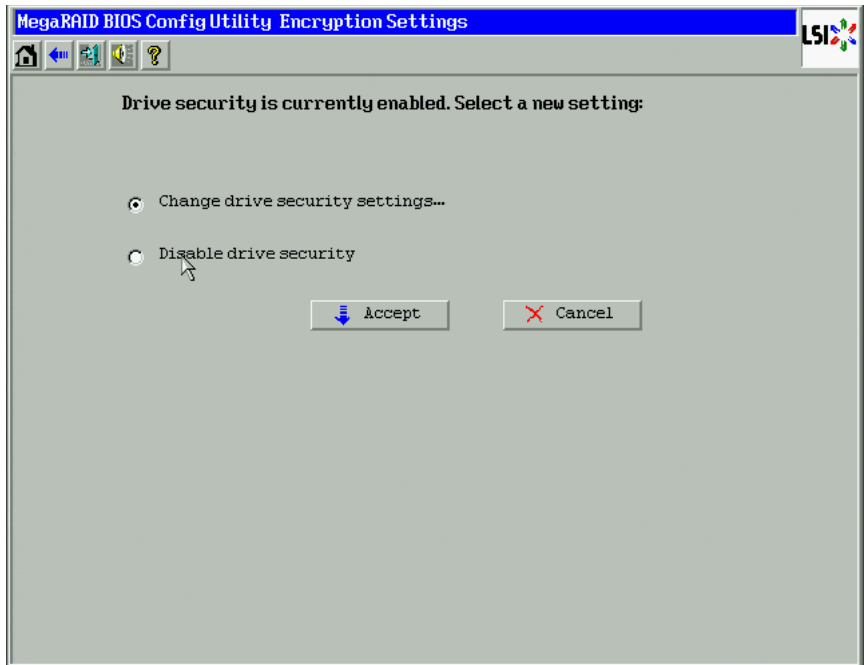 MegaRAID BIOS Config Utility Encryption Settings
LSI
?
Drive security is currently enabled. Select a new setting:
Change drive security settings...
Disable drive security
Accept
Cancel